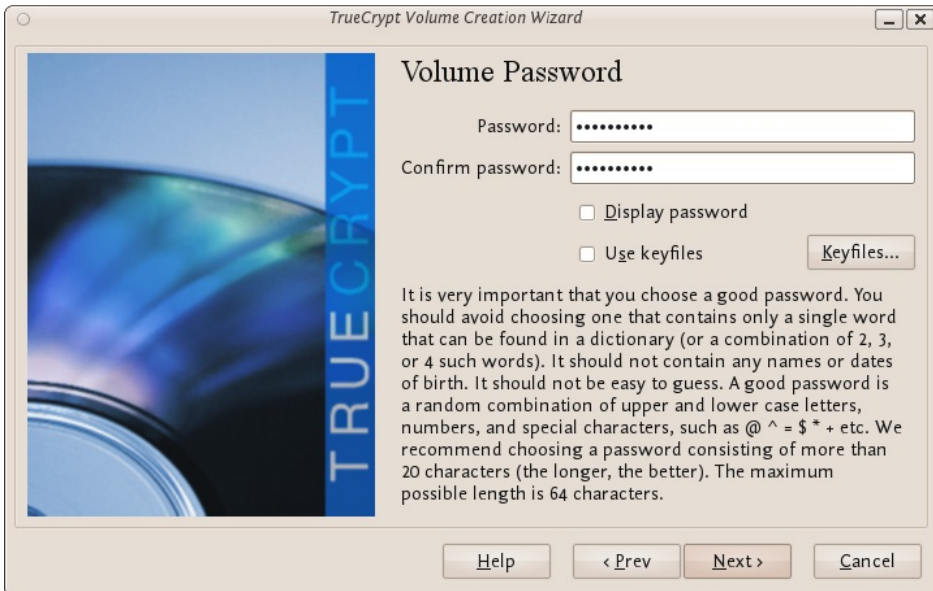 TrueCrypt Volume Creation Wizard
TRUECRYPT
Volume Password
Password: ••••••••••
Confirm password: ••••••••••
Display password
Use keyfiles
Keyfiles...
It is very important that you choose a good password. You
should avoid choosing one that contains only a single word
that can be found in a dictionary (or a combination of 2, 3,
or 4 such words). It should not contain any names or dates
of birth. It should not be easy to guess. A good password is
a random combination of upper and lower case letters,
numbers, and special characters, such as @ ^ = $ * + etc. We
recommend choosing a password consisting of more than
20 characters (the longer, the better). The maximum
possible length is 64 characters.
Help
< Prev
Next >
Cancel